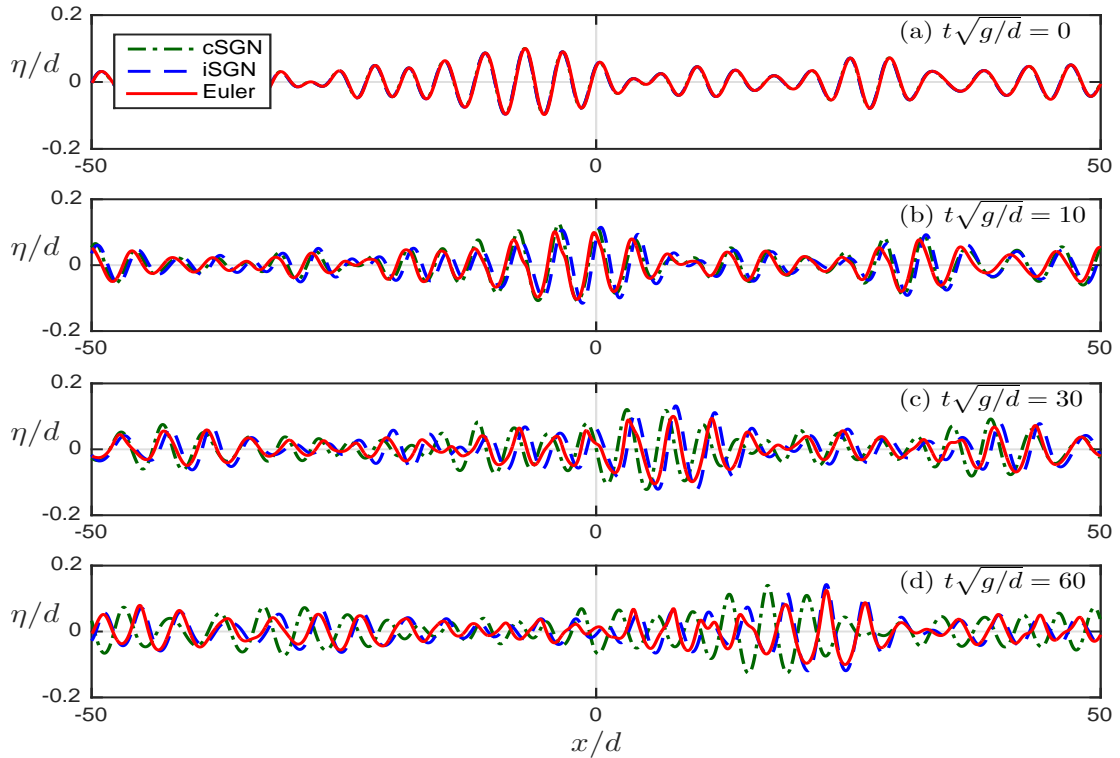 0.2
(a) t√g/d = 0
cSGN
iSGN
Euler
η/d
0
-0.2
-50
0
50
0.2
(b) t√g/d = 10
η/d
0
-0.2
-50
0
50
0.2
(c) t√g/d = 30
η/d
0
-0.2
-50
0
50
0.2
(d) t√g/d = 60
η/d
0
-0.2
-50
0
50
x/d